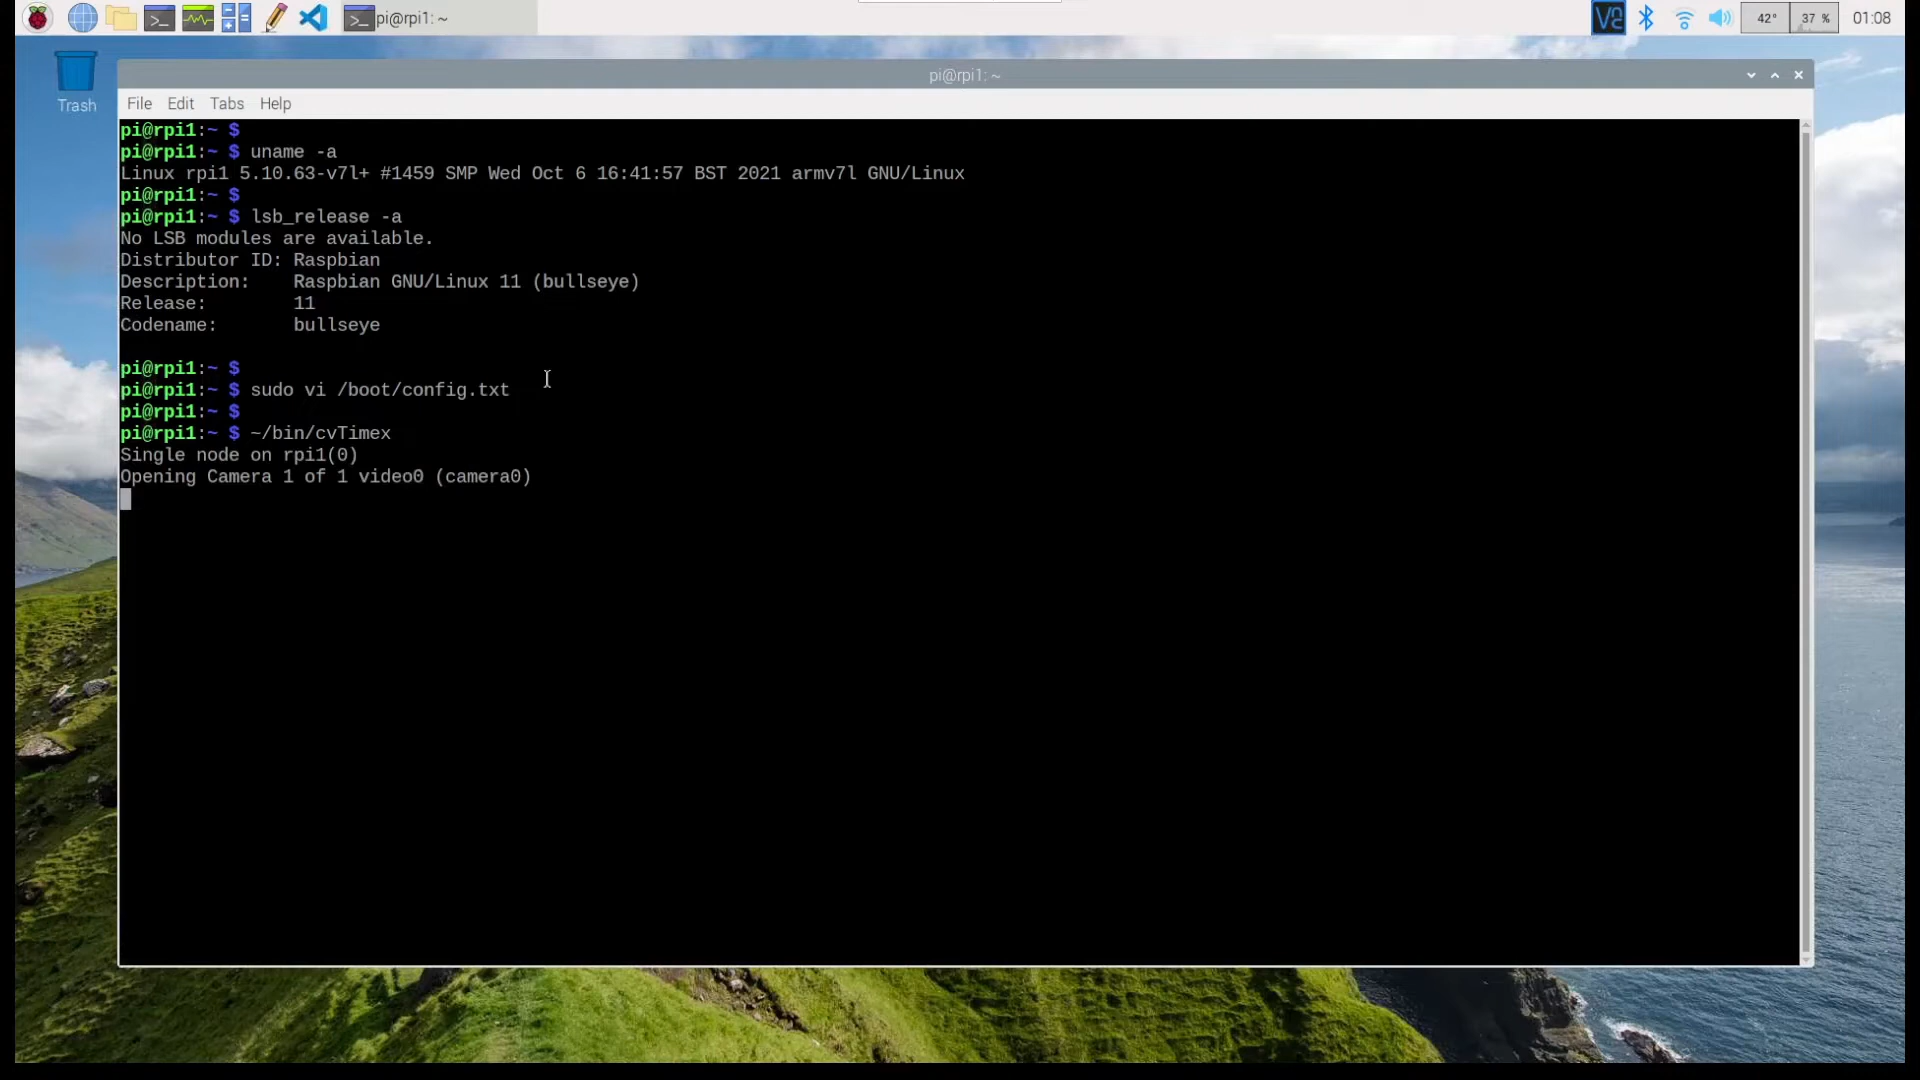 pi@rpi1: ~
42° 37 % 01:08
Trash
pi@rpi1: ~
File Edit Tabs Help
pi@rpi1:~ $
pi@rpi1:~ $ uname -a
Linux rpi1 5.10.63-v7l+ #1459 SMP Wed Oct 6 16:41:57 BST 2021 armv7l GNU/Linux
pi@rpi1:~ $
pi@rpi1:~ $ lsb_release -a
No LSB modules are available.
Distributor ID: Raspbian
Description:    Raspbian GNU/Linux 11 (bullseye)
Release:        11
Codename:       bullseye
pi@rpi1:~ $
pi@rpi1:~ $ sudo vi /boot/config.txt
pi@rpi1:~ $
pi@rpi1:~ $ ~/bin/cvTimex
Single node on rpi1(0)
Opening Camera 1 of 1 video0 (camera0)